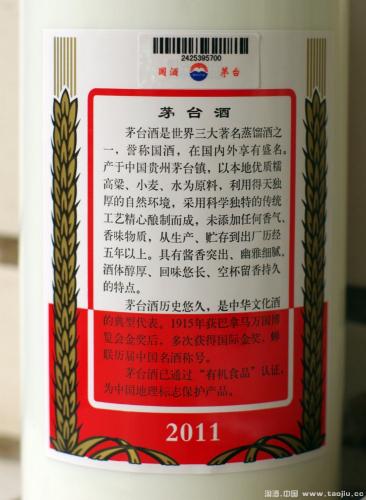 2425395700
国酒 茅台
茅台酒
茅台酒是世界三大著名蒸馏酒之
一，誉称国酒，在国内外享有盛名。
产于中国贵州茅台镇，以本地优质糯
高粱、小麦、水为原料，利用得天独
厚的自然环境，采用科学独特的传统
工艺精心酿制而成，未添加任何香气、
香味物质，从生产、贮存到出厂历经
五年以上。具有酱香突出、幽雅细腻、
酒体醇厚、回味悠长、空杯留香持久
的特点。
茅台酒历史悠久，是中华文化酒
的典型代表。1915年获巴拿马万国博
览会金奖后，多次获得国际金奖，蝉
联历届中国名酒称号。
茅台酒已通过“有机食品”认证，
为中国地理标志保护产品。
2011
淘酒.中国 www.taojiu.cc